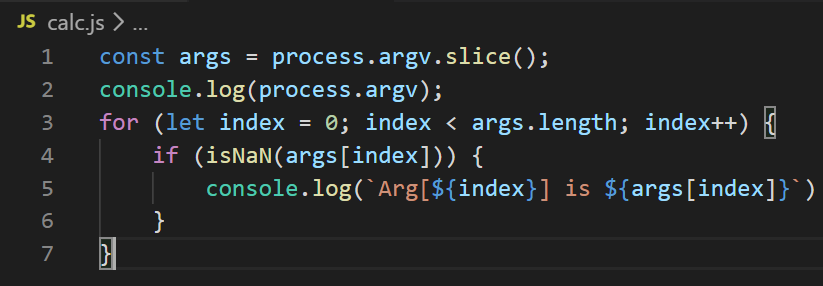 JS calc.js > ...
1 const args = process.argv.slice();
2 console.log(process.argv);
3 for (let index = 0; index < args.length; index++) {
4     if (isNaN(args[index])) {
5         console.log(`Arg[${index}] is ${args[index]}`)
6     }
7 }